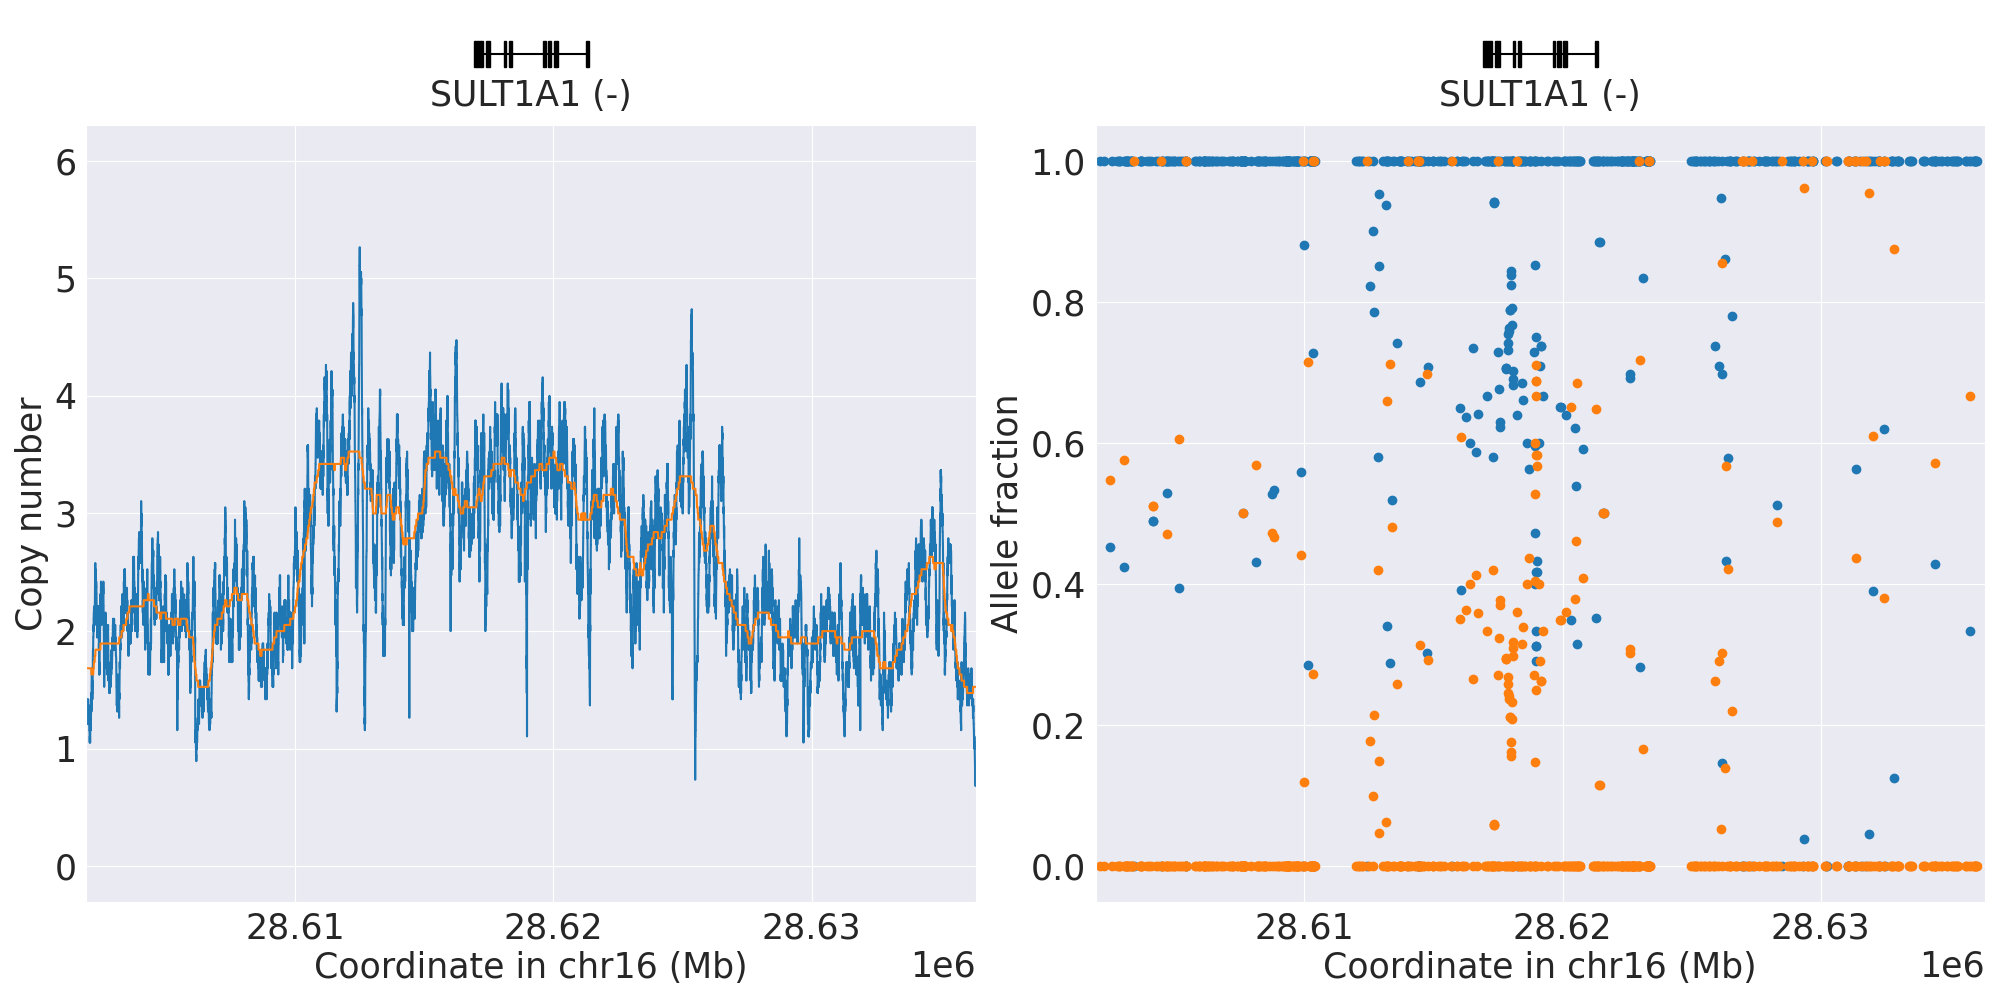 SULT1A1 (-)
SULT1A1 (-)
Copy number
6
5
4
3
2
1
0
28.61
28.62
28.63
Coordinate in chr16 (Mb)
1e6
Allele fraction
1.0
0.8
0.6
0.4
0.2
0.0
28.61
28.62
28.63
Coordinate in chr16 (Mb)
1e6